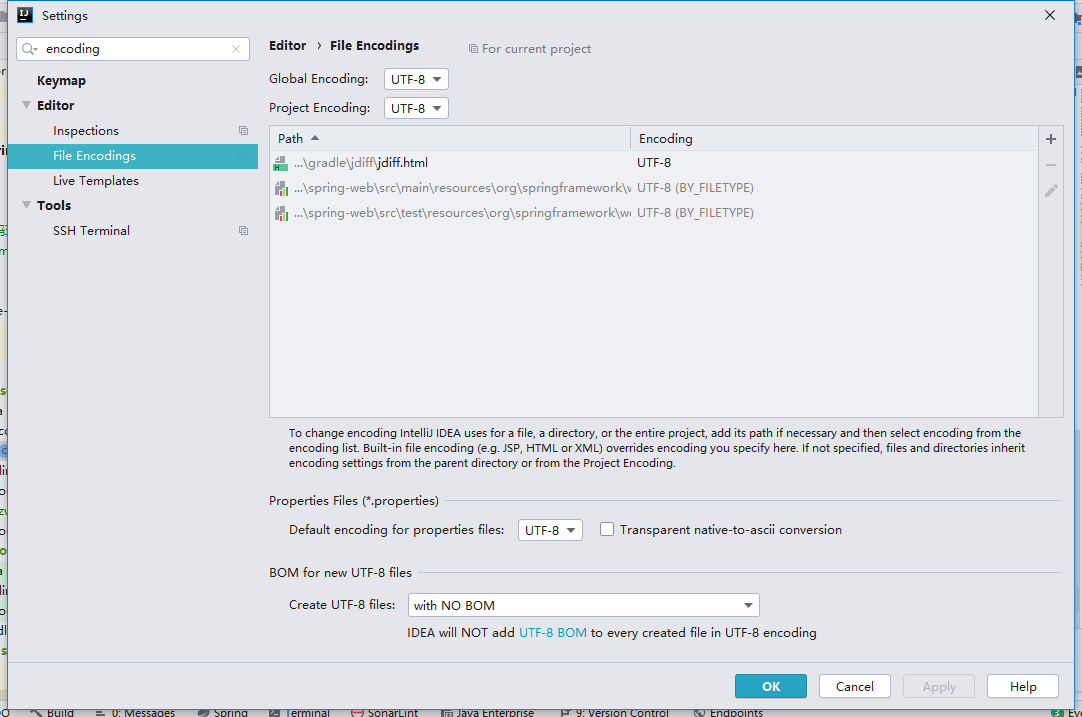 Settings
encoding
Keymap
Editor
Inspections
File Encodings
Live Templates
Tools
SSH Terminal
Editor › File Encodings For current project
Global Encoding: UTF-8
Project Encoding: UTF-8
Path Encoding
...\gradle\jdiff\jdiff.html UTF-8
...\spring-web\src\main\resources\org\springframework\ UTF-8 (BY_FILETYPE)
...\spring-web\src\test\resources\org\springframework\we UTF-8 (BY_FILETYPE)
To change encoding IntelliJ IDEA uses for a file, a directory, or the entire project, add its path if necessary and then select encoding from the
encoding list. Built-in file encoding (e.g. JSP, HTML or XML) overrides encoding you specify here. If not specified, files and directories inherit
encoding settings from the parent directory or from the Project Encoding.
Properties Files (*.properties)
Default encoding for properties files: UTF-8 Transparent native-to-ascii conversion
BOM for new UTF-8 files
Create UTF-8 files: with NO BOM
IDEA will NOT add UTF-8 BOM to every created file in UTF-8 encoding
OK Cancel Apply Help
Build 0: Messages Spring Terminal SonarLint Java Enterprise 9: Version Control Endpoints 3